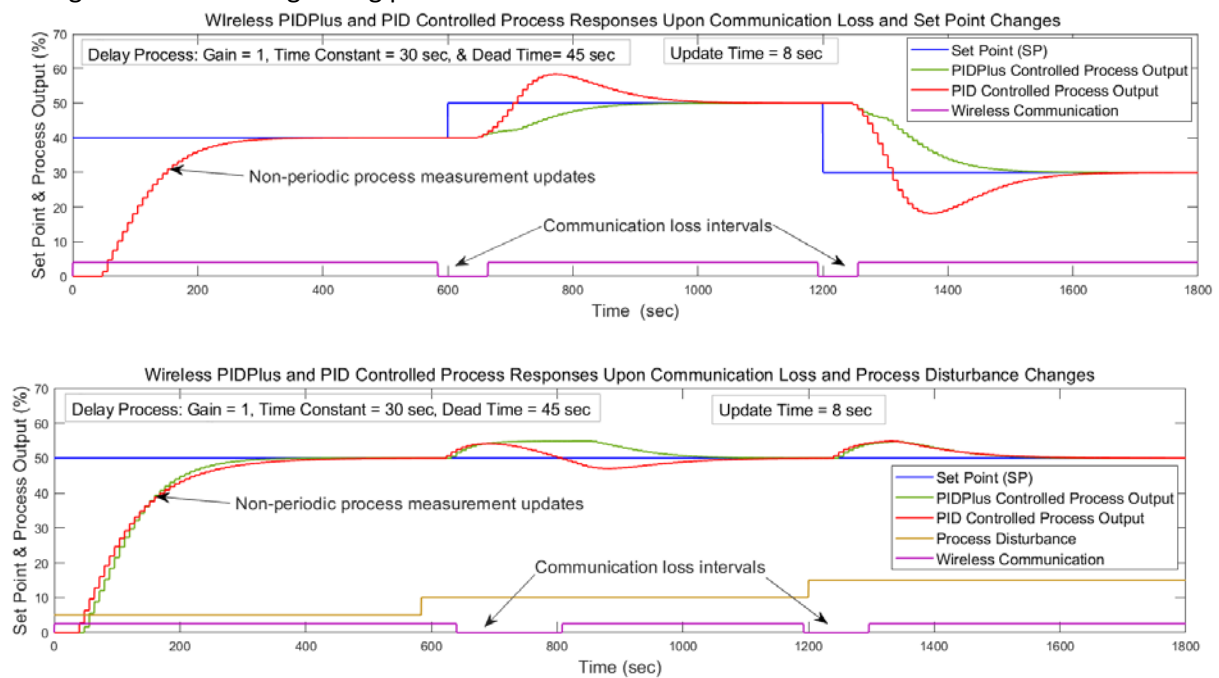 WIreless PIDPlus and PID Controlled Process Responses Upon Communication Loss and Set Point Changes
70
60
50
40
30
20
10
0
Set Point & Process Output (%)
Delay Process: Gain = 1, Time Constant = 30 sec, & Dead Time= 45 sec
Update Time = 8 sec
Set Point (SP)
PIDPlus Controlled Process Output
PID Controlled Process Output
Wireless Communication
Non-periodic process measurement updates
Communication loss intervals
0 200 400 600 800 1000 1200 1400 1600 1800
Time (sec)
Wireless PIDPlus and PID Controlled Process Responses Upon Communication Loss and Process Disturbance Changes
70
60
50
40
30
20
10
0
Set Point & Process Output (%)
Delay Process: Gain = 1, Time Constant = 30 sec, Dead Time = 45 sec
Update Time = 8 sec
Set Point (SP)
PIDPlus Controlled Process Output
PID Controlled Process Output
Process Disturbance
Wireless Communication
Non-periodic process measurement updates
Communication loss intervals
0 200 400 600 800 1000 1200 1400 1600 1800
Time (sec)